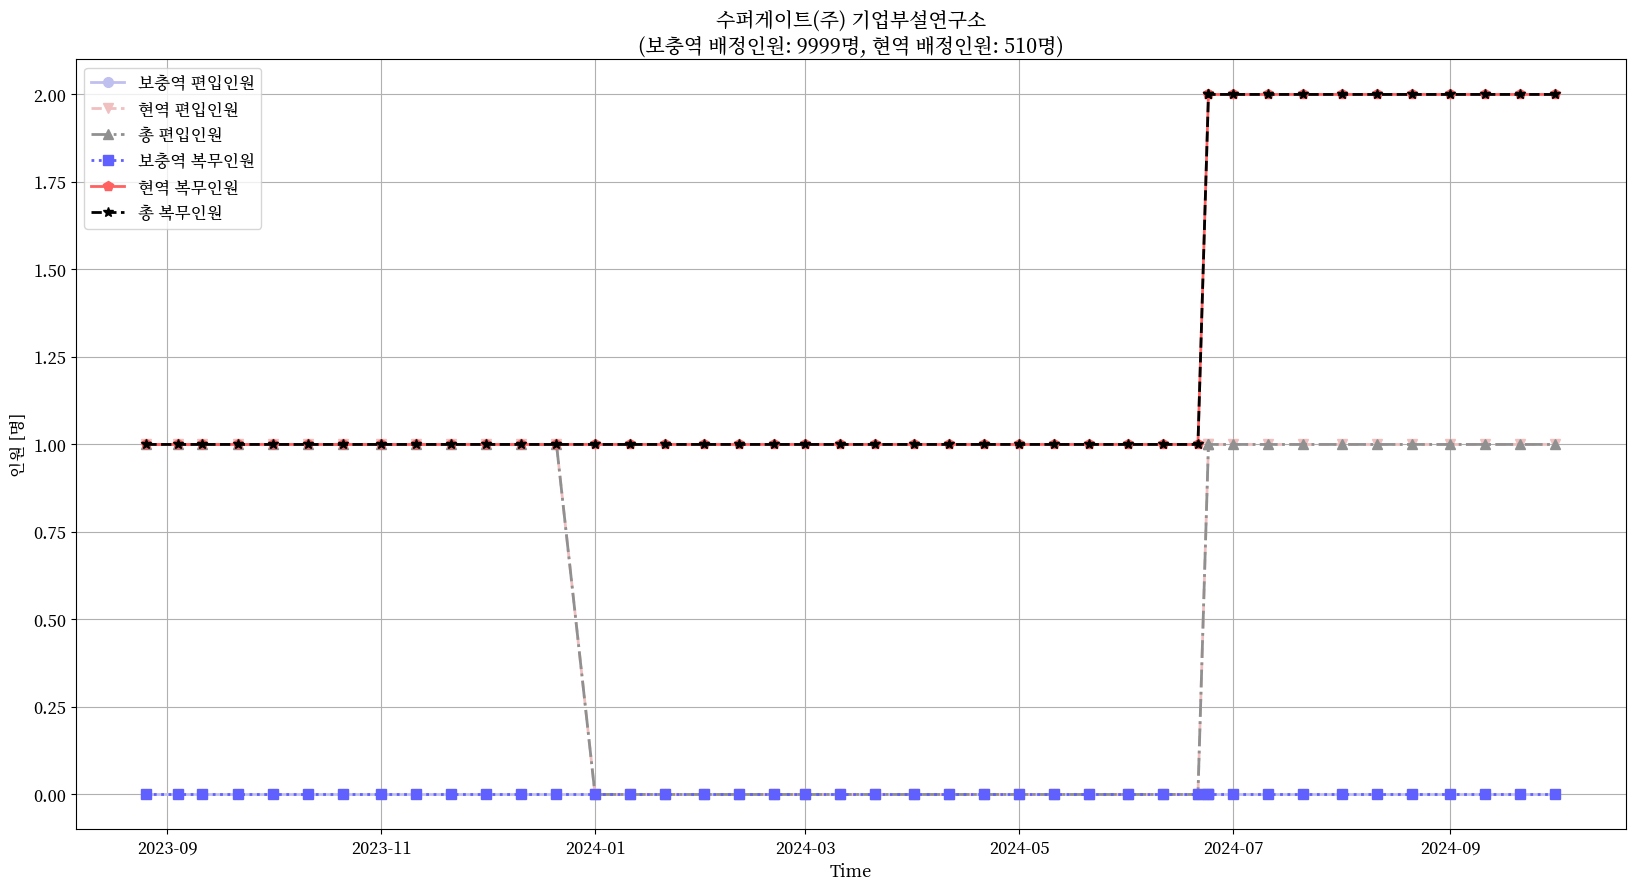 수퍼게이트(주) 기업부설연구소
(보충역 배정인원: 9999명, 현역 배정인원: 510명)
보충역 편입인원
현역 편입인원
총 편입인원
보충역 복무인원
현역 복무인원
총 복무인원
2.00
1.75
1.50
1.25
1.00
0.75
0.50
0.25
0.00
인원 [명]
2023-09
2023-11
2024-01
2024-03
2024-05
2024-07
2024-09
Time